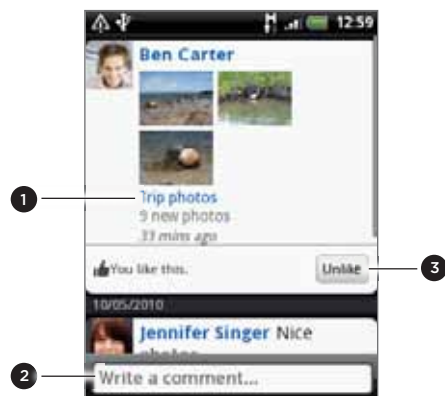 12:59
Ben Carter
1
Trip photos
9 new photos
33 mins ago
You like this.
Unlike
3
10/05/2010
Jennifer Singer Nice
photos
2
Write a comment...